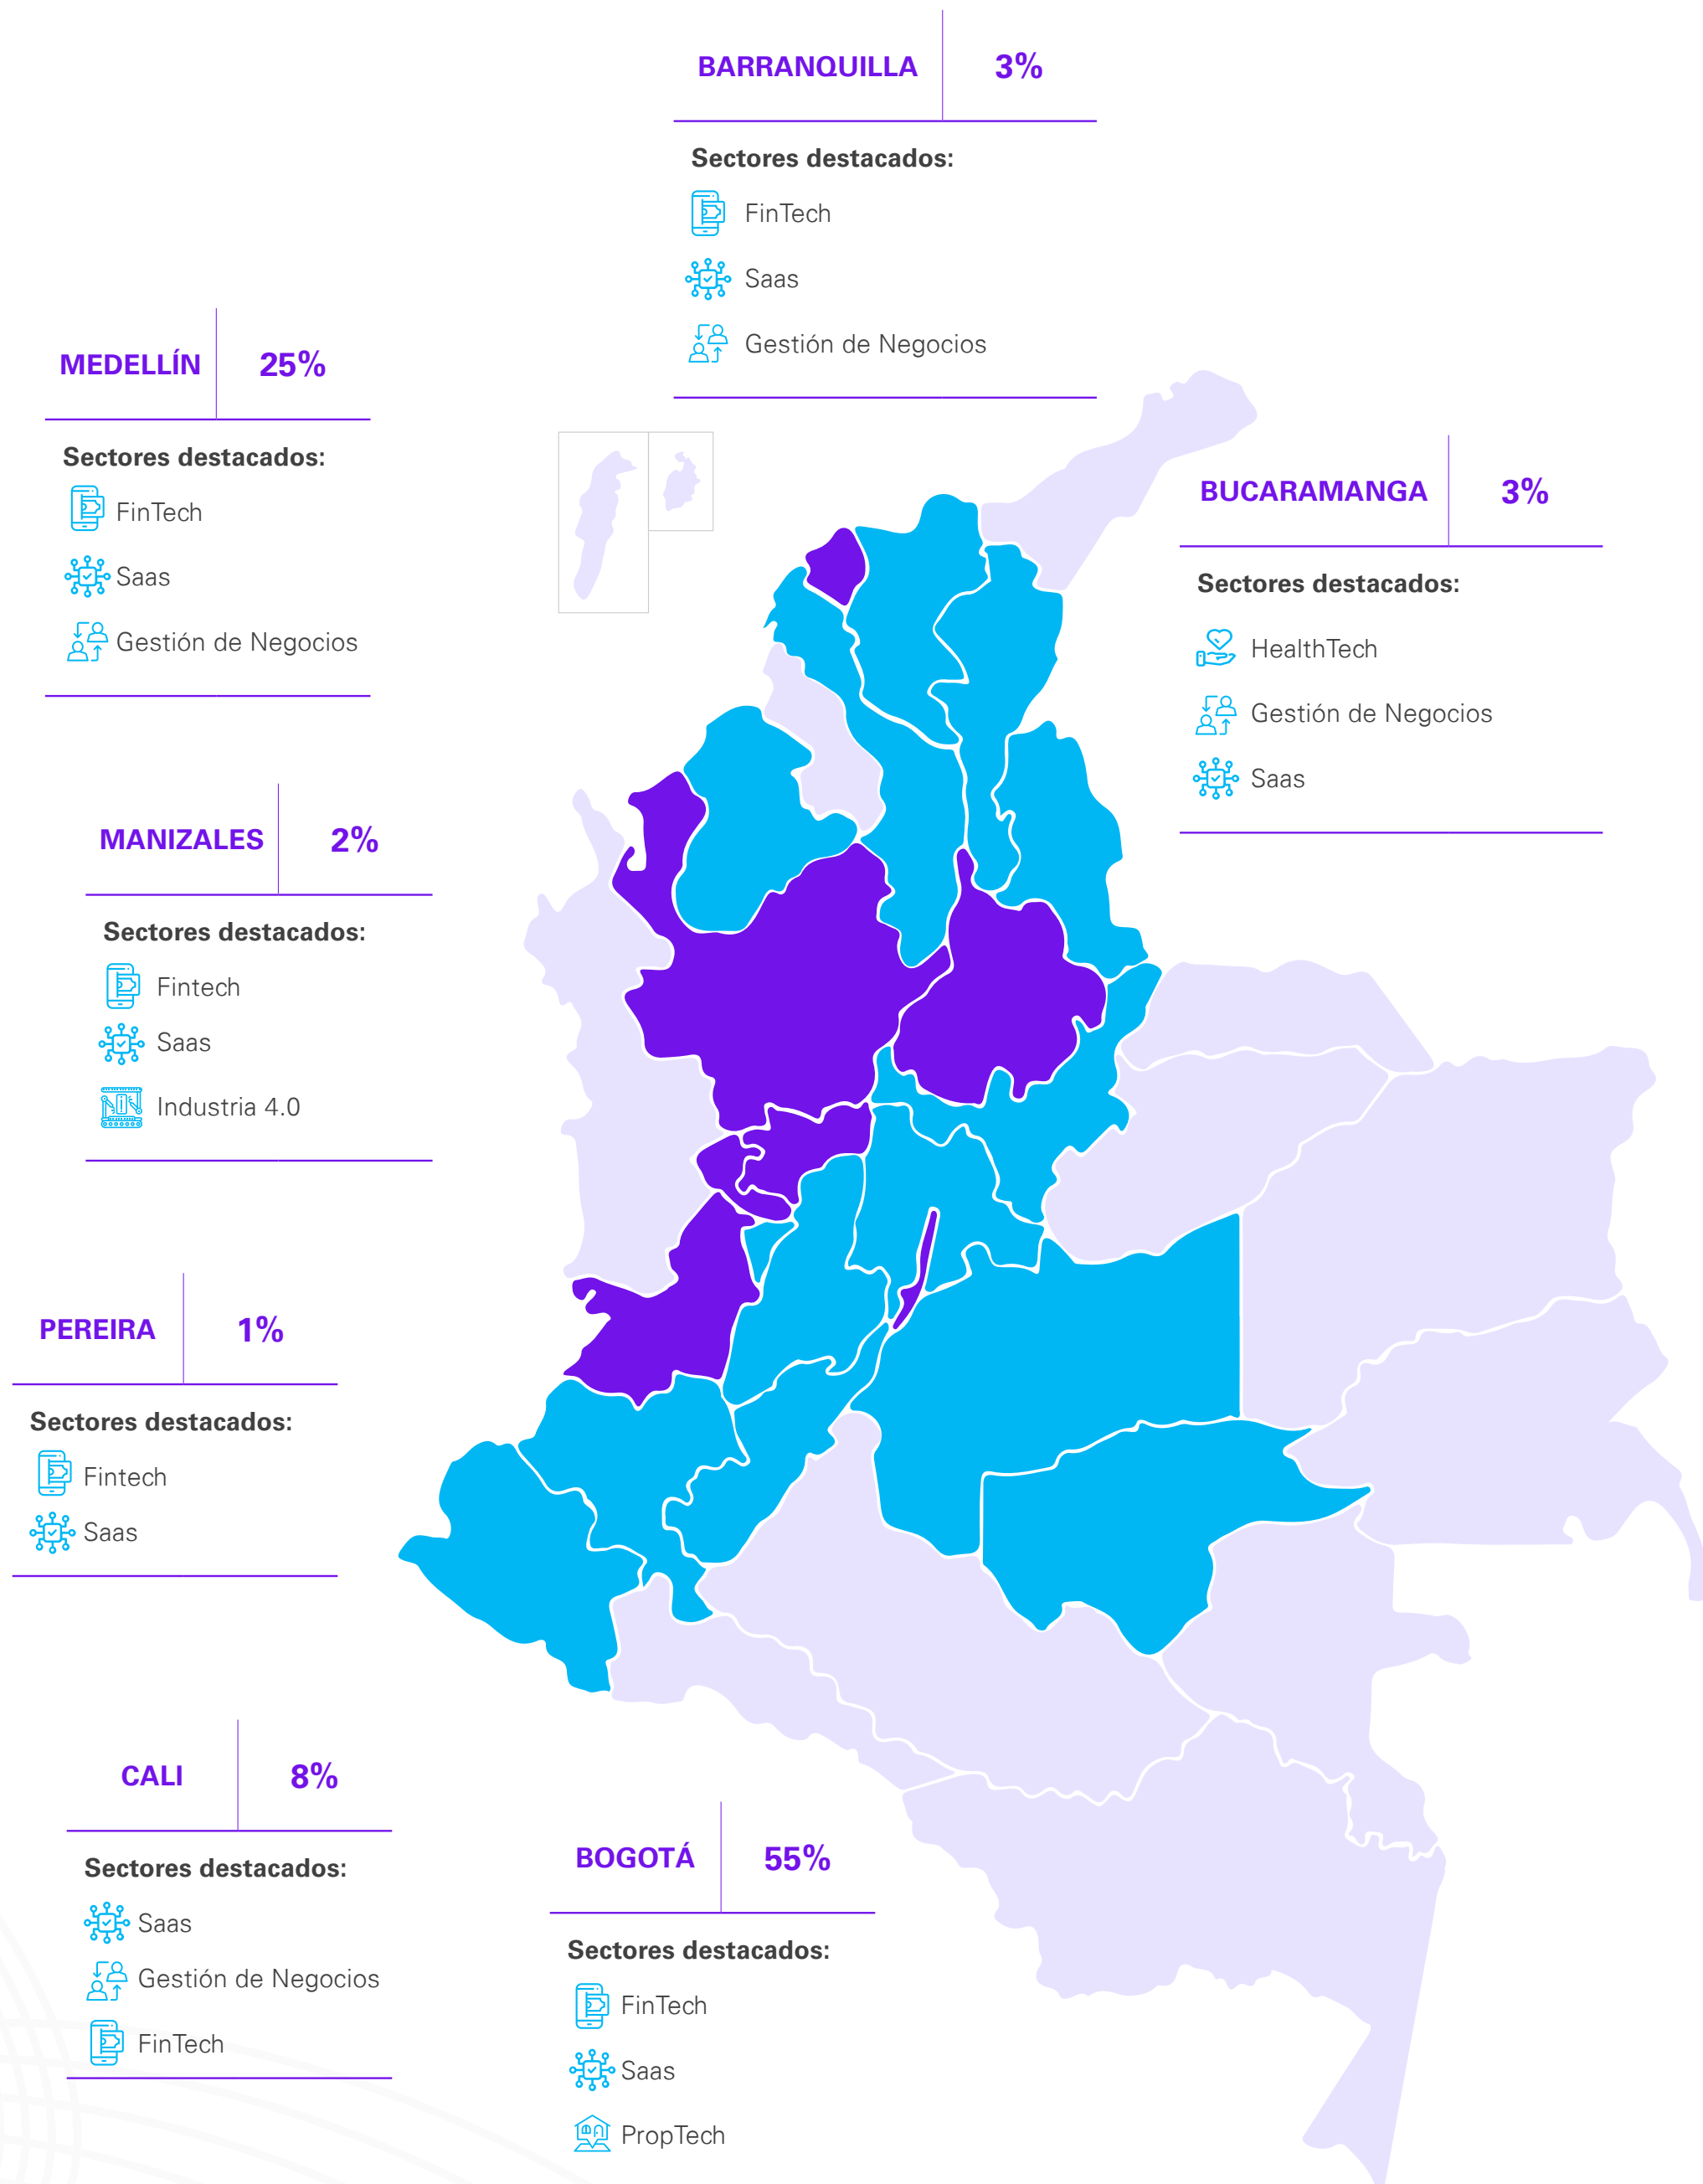 BARRANQUILLA 3%
Sectores destacados:
FinTech
Saas
Gestión de Negocios
MEDELLÍN 25%
Sectores destacados:
FinTech
Saas
Gestión de Negocios
BUCARAMANGA 3%
Sectores destacados:
HealthTech
Gestión de Negocios
Saas
MANIZALES 2%
Sectores destacados:
Fintech
Saas
Industria 4.0
PEREIRA 1%
Sectores destacados:
Fintech
Saas
CALI 8%
Sectores destacados:
Saas
Gestión de Negocios
FinTech
BOGOTÁ 55%
Sectores destacados:
FinTech
Saas
PropTech